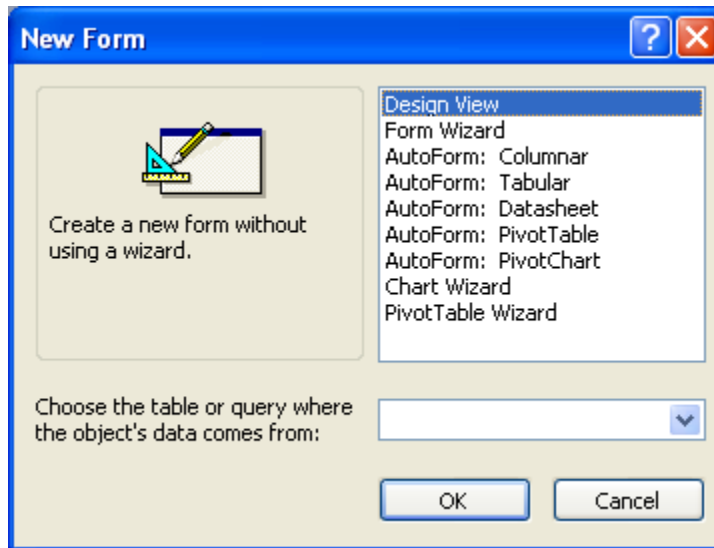 New Form
Create a new form without
using a wizard.
Design View
Form Wizard
AutoForm: Columnar
AutoForm: Tabular
AutoForm: Datasheet
AutoForm: PivotTable
AutoForm: PivotChart
Chart Wizard
PivotTable Wizard
Choose the table or query where
the object's data comes from:
OK
Cancel